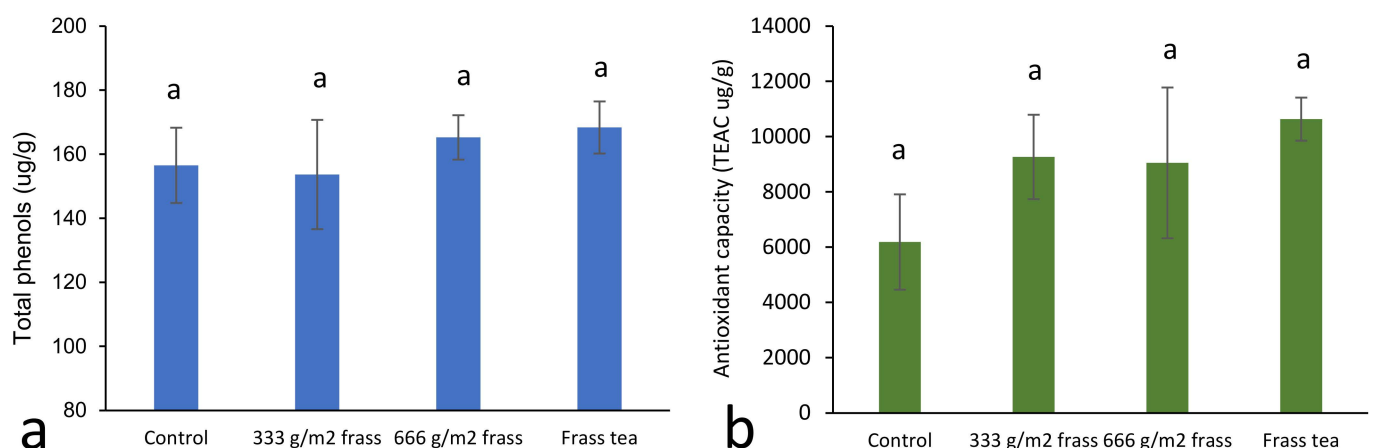 200
180
160
140
120
100
80
Total phenols (ug/g)
a
a
a
a
Control
333 g/m2 frass
666 g/m2 frass
Frass tea
a
14000
12000
10000
8000
6000
4000
2000
0
Antioxidant capacity (TEAC ug/g)
a
a
a
a
Control
333 g/m2 frass
666 g/m2 frass
Frass tea
b